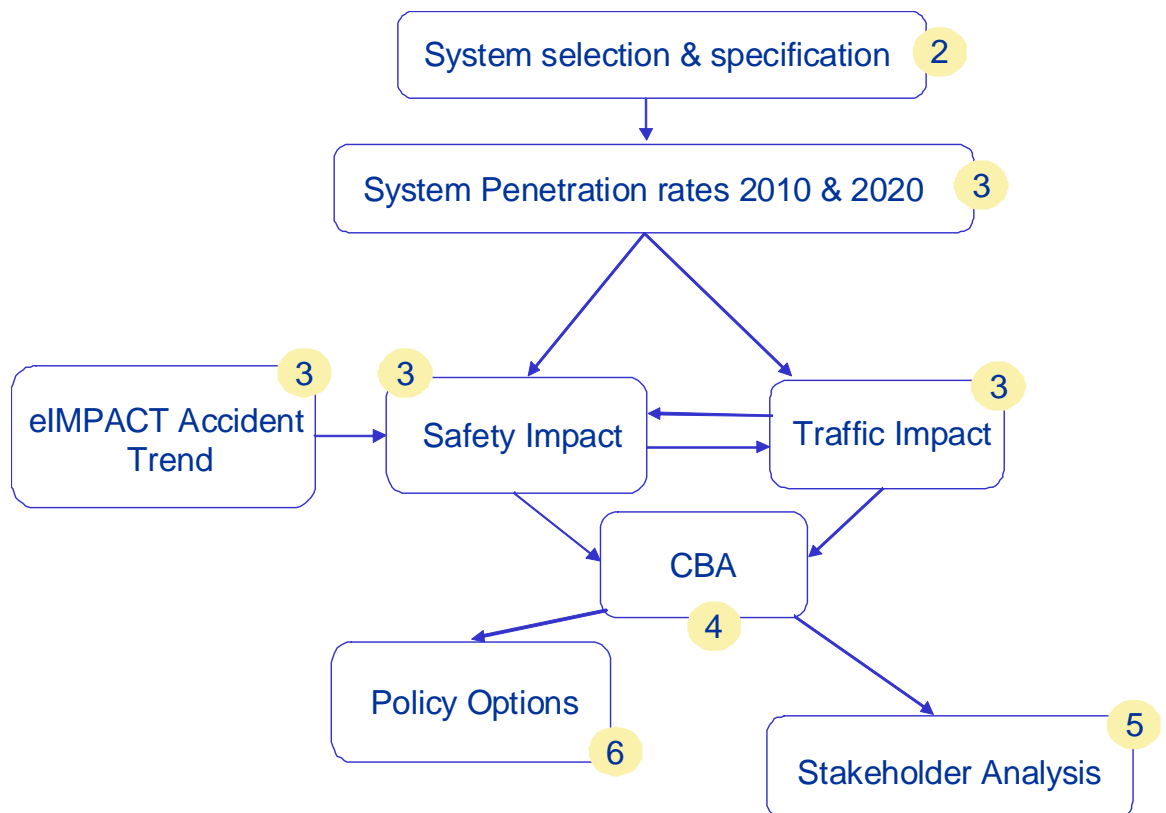 System selection & specification
2
System Penetration rates 2010 & 2020
3
3
eIMPACT Accident
Trend
3
Safety Impact
3
Traffic Impact
CBA
4
Policy Options
6
5
Stakeholder Analysis